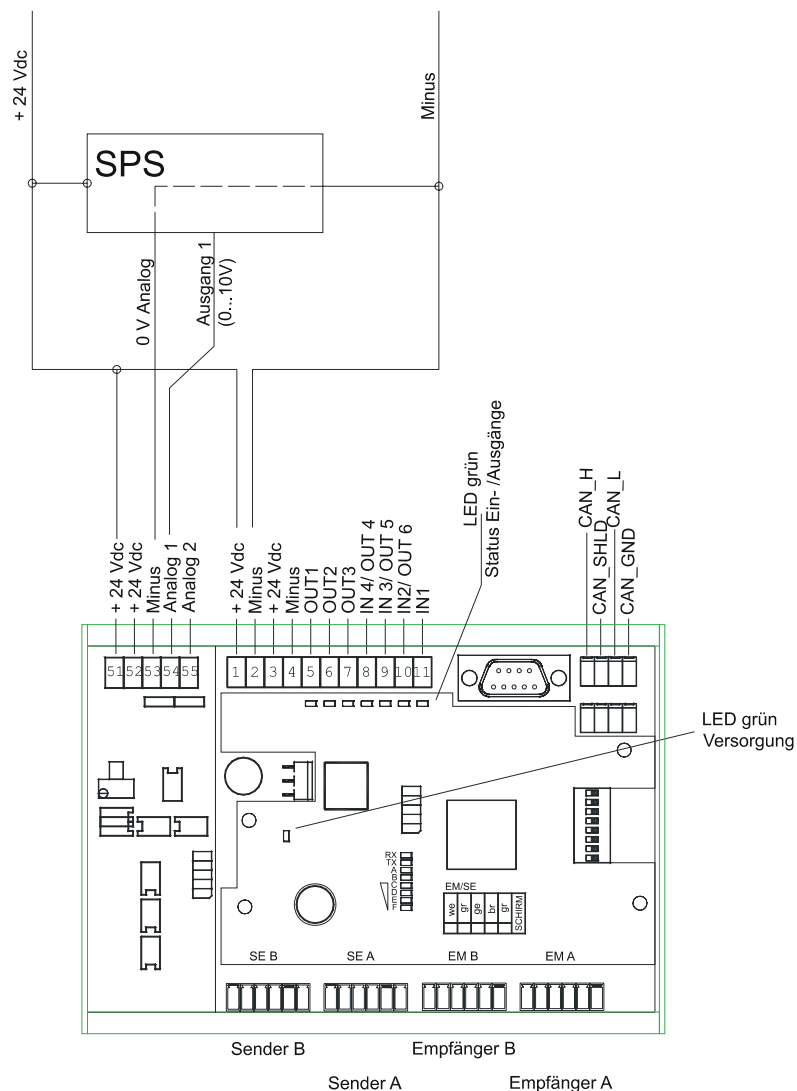 + 24 Vdc
Minus
SPS
0 V Analog
Ausgang 1
(0...10V)
LED grün
Status Ein- /Ausgänge
+ 24 Vdc
+ 24 Vdc
Minus
Analog 1
Analog 2
+ 24 Vdc
Minus
+ 24 Vdc
Minus
OUT1
OUT2
OUT3
IN 4/ OUT 4
IN 3/ OUT 5
IN2/ OUT 6
IN1
CAN_H
CAN_SHLD
CAN_L
CAN_GND
51 52 53 54 55
1 2 3 4 5 6 7 8 9 10 11
LED grün
Versorgung
RX
TX
A
B
C
D
E
F
EM/SE
we
gr
ge
br
gr
SCHIRM
SE B
SE A
EM B
EM A
Sender B
Empfänger B
Sender A
Empfänger A